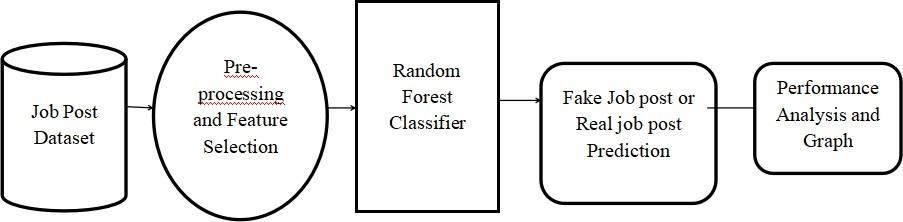 Job Post
Dataset
Pre-
processing
and Feature
Selection
Random
Forest
Classifier
Fake Job post or
Real job post
Prediction
Performance
Analysis and
Graph